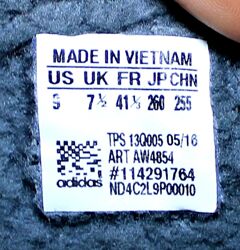 MADE IN VIETNAM
US UK FR JP CHN
9 7½ 41⅓ 260 255
TPS 13Q005 05/16
ART AW4854
#114291764
adidas ND4C2L9P00010